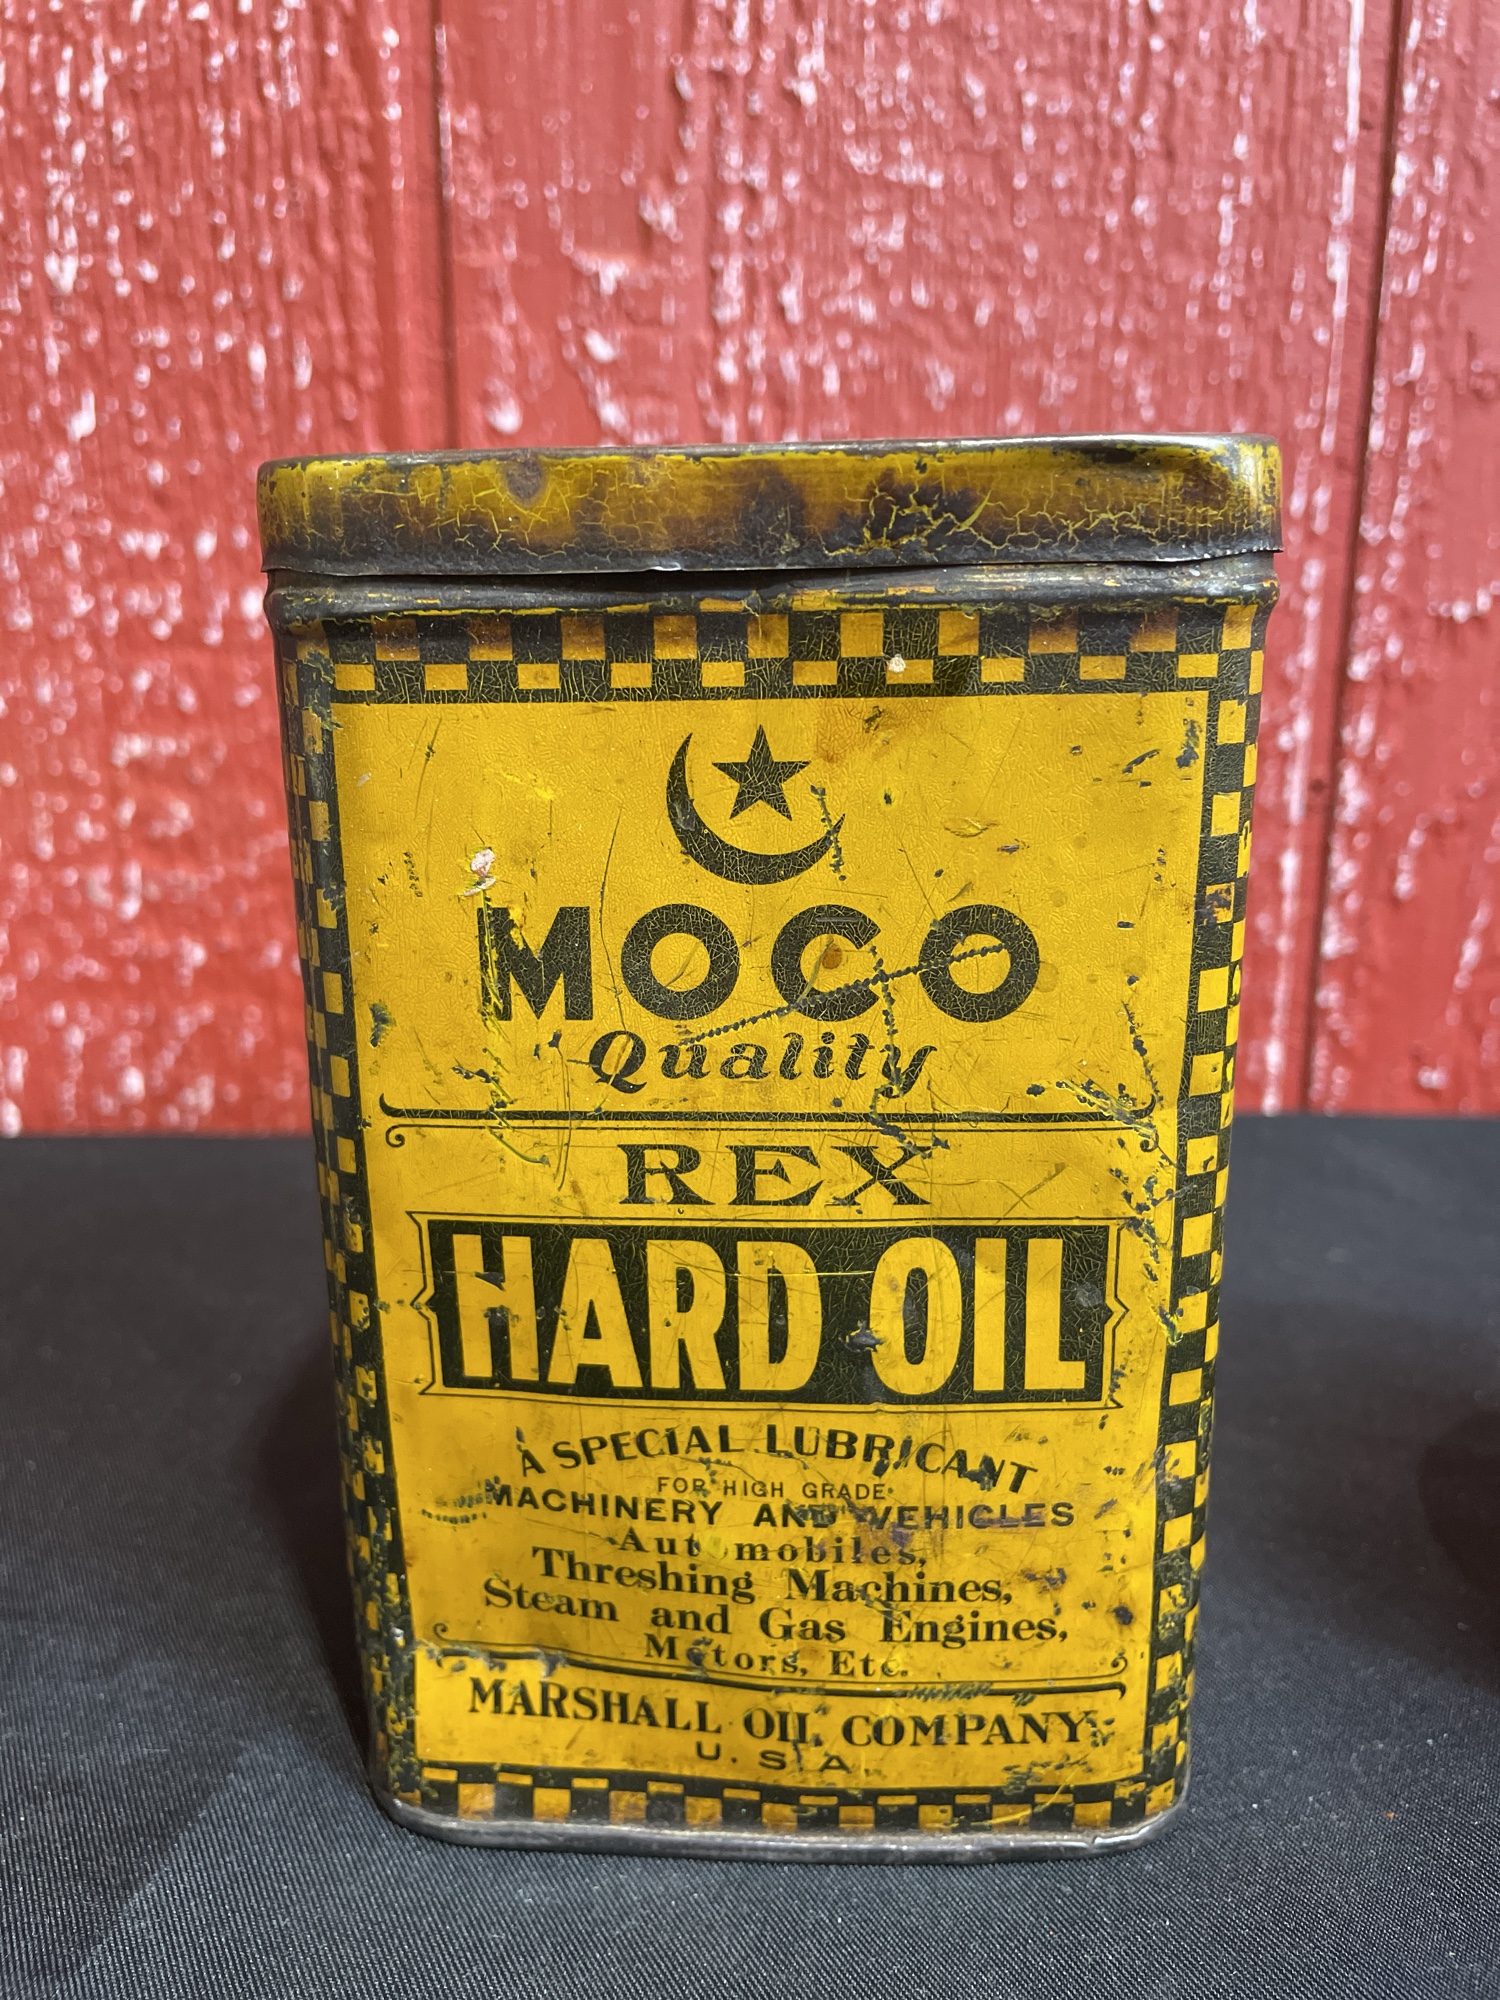 MOCO
Quality
REX
HARD OIL
A SPECIAL LUBRICANT
FOR HIGH GRADE
MACHINERY AND VEHICLES
Automobiles,
Threshing Machines,
Steam and Gas Engines,
Motors, Etc.
MARSHALL OIL COMPANY
U.S.A.